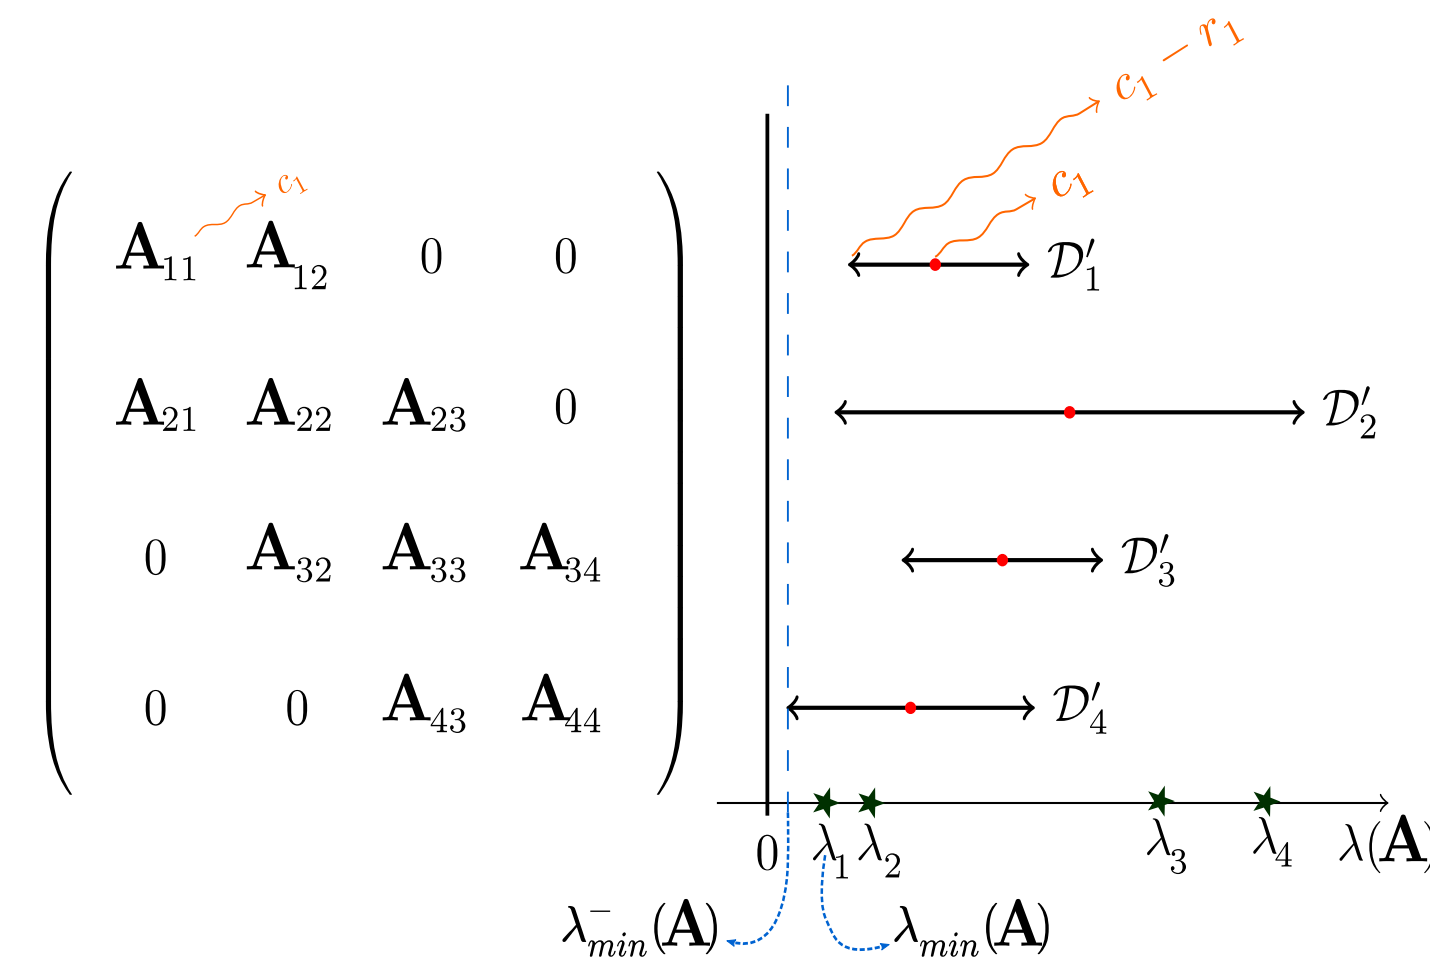 c₁ − r₁
c₁
c₁
A₁₁ A₁₂ 0 0
𝒟′₁
A₂₁ A₂₂ A₂₃ 0
𝒟′₂
0 A₃₂ A₃₃ A₃₄
𝒟′₃
0 0 A₄₃ A₄₄
𝒟′₄
0 λ₁ λ₂ λ₃ λ₄ λ(A)
λ⁻ₘᵢₙ(A) λₘᵢₙ(A)